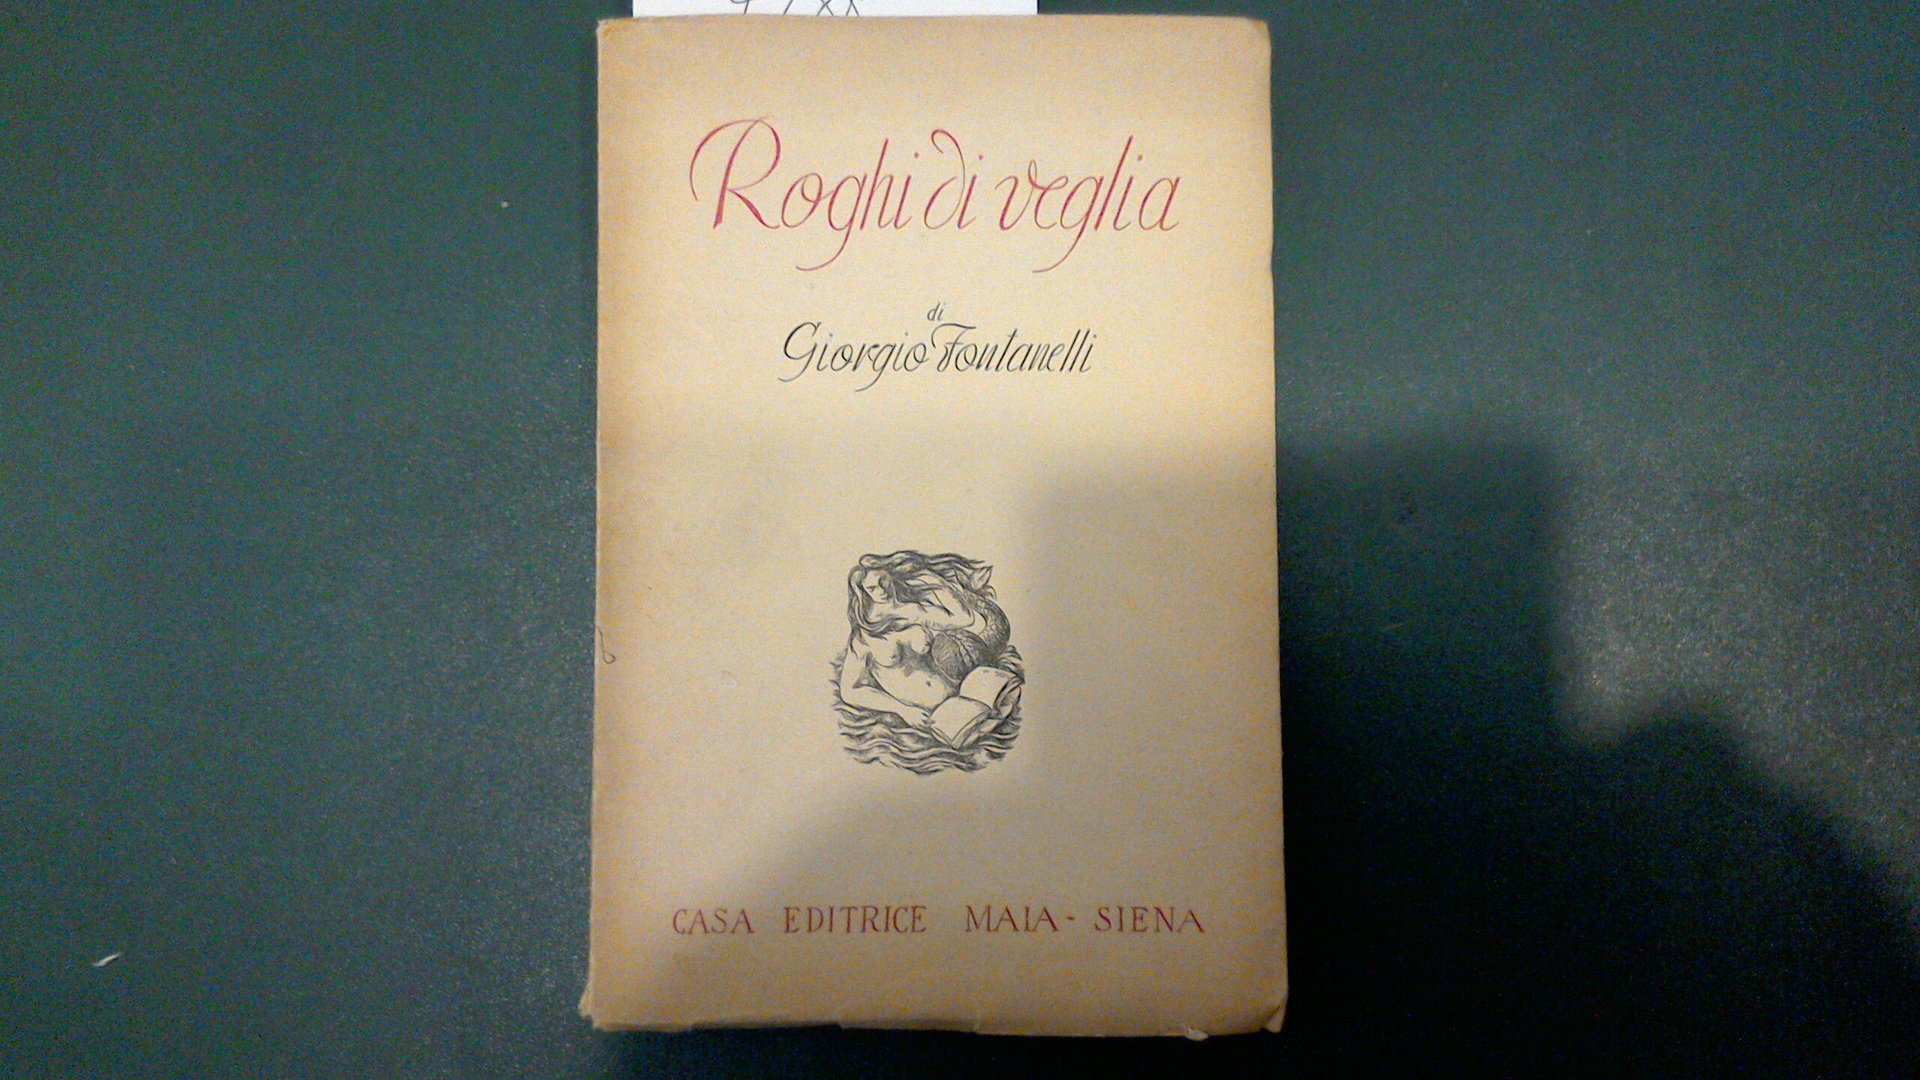 Roghi di veglia
di
Giorgio Fontanelli
CASA EDITRICE MAIA - SIENA